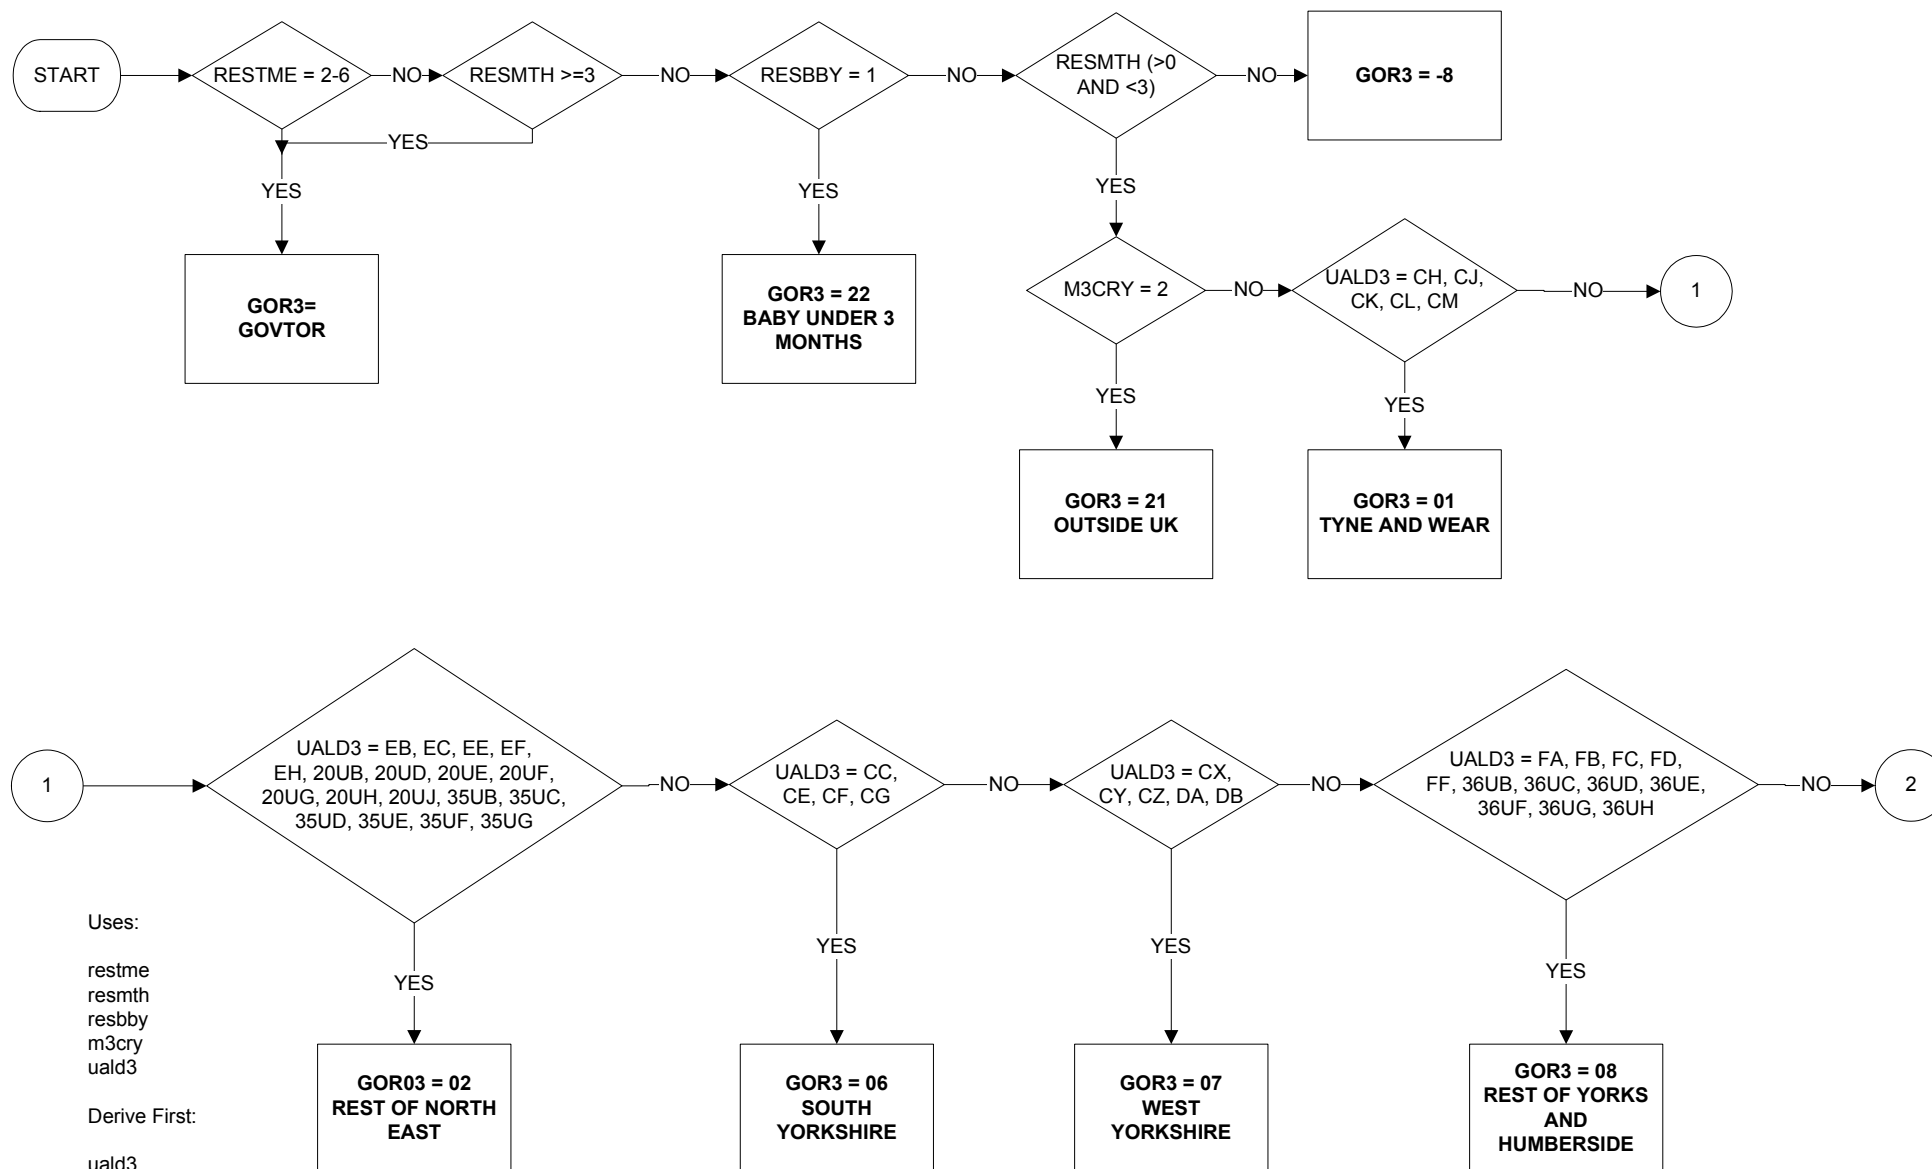 START
RESTME = 2-6
NO
RESMTH >=3
NO
RESBBY = 1
NO
RESMTH (>0
AND <3)
NO
GOR3 = -8
YES
YES
YES
YES
GOR3=
GOVTOR
GOR3 = 22
BABY UNDER 3
MONTHS
M3CRY = 2
NO
UALD3 = CH, CJ,
CK, CL, CM
NO
1
YES
YES
GOR3 = 21
OUTSIDE UK
GOR3 = 01
TYNE AND WEAR
1
UALD3 = EB, EC, EE, EF,
EH, 20UB, 20UD, 20UE, 20UF,
20UG, 20UH, 20UJ, 35UB, 35UC,
35UD, 35UE, 35UF, 35UG
NO
UALD3 = CC,
CE, CF, CG
NO
UALD3 = CX,
CY, CZ, DA, DB
NO
UALD3 = FA, FB, FC, FD,
FF, 36UB, 36UC, 36UD, 36UE,
36UF, 36UG, 36UH
NO
2
YES
YES
YES
YES
GOR03 = 02
REST OF NORTH
EAST
GOR3 = 06
SOUTH
YORKSHIRE
GOR3 = 07
WEST
YORKSHIRE
GOR3 = 08
REST OF YORKS
AND
HUMBERSIDE
Uses:
restme
resmth
resbby
m3cry
uald3
Derive First:
uald3